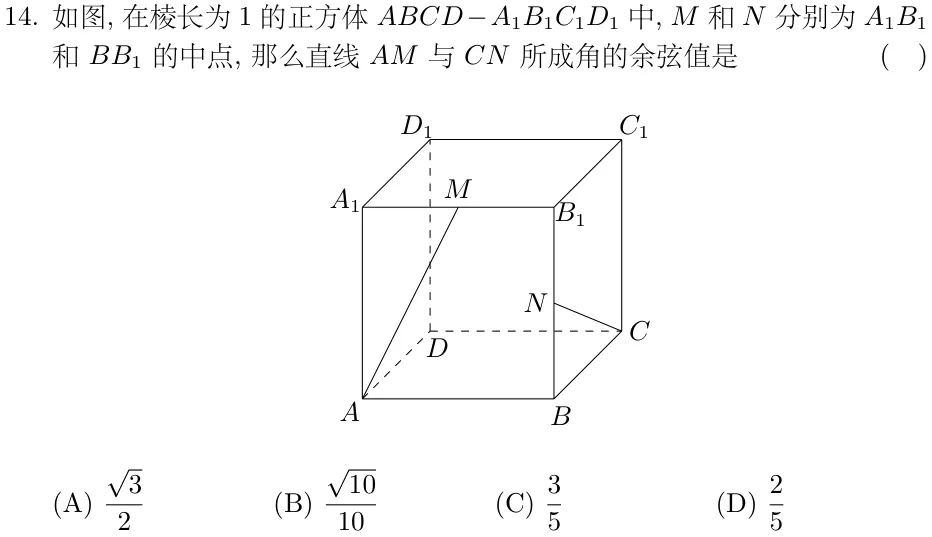 14. 如图, 在棱长为 1 的正方体 ABCD−A₁B₁C₁D₁ 中, M 和 N 分别为 A₁B₁
和 BB₁ 的中点, 那么直线 AM 与 CN 所成角的余弦值是 ( )
D₁ C₁
A₁ M B₁
N
D C
A B
(A) √3/2 (B) √10/10 (C) 3/5 (D) 2/5